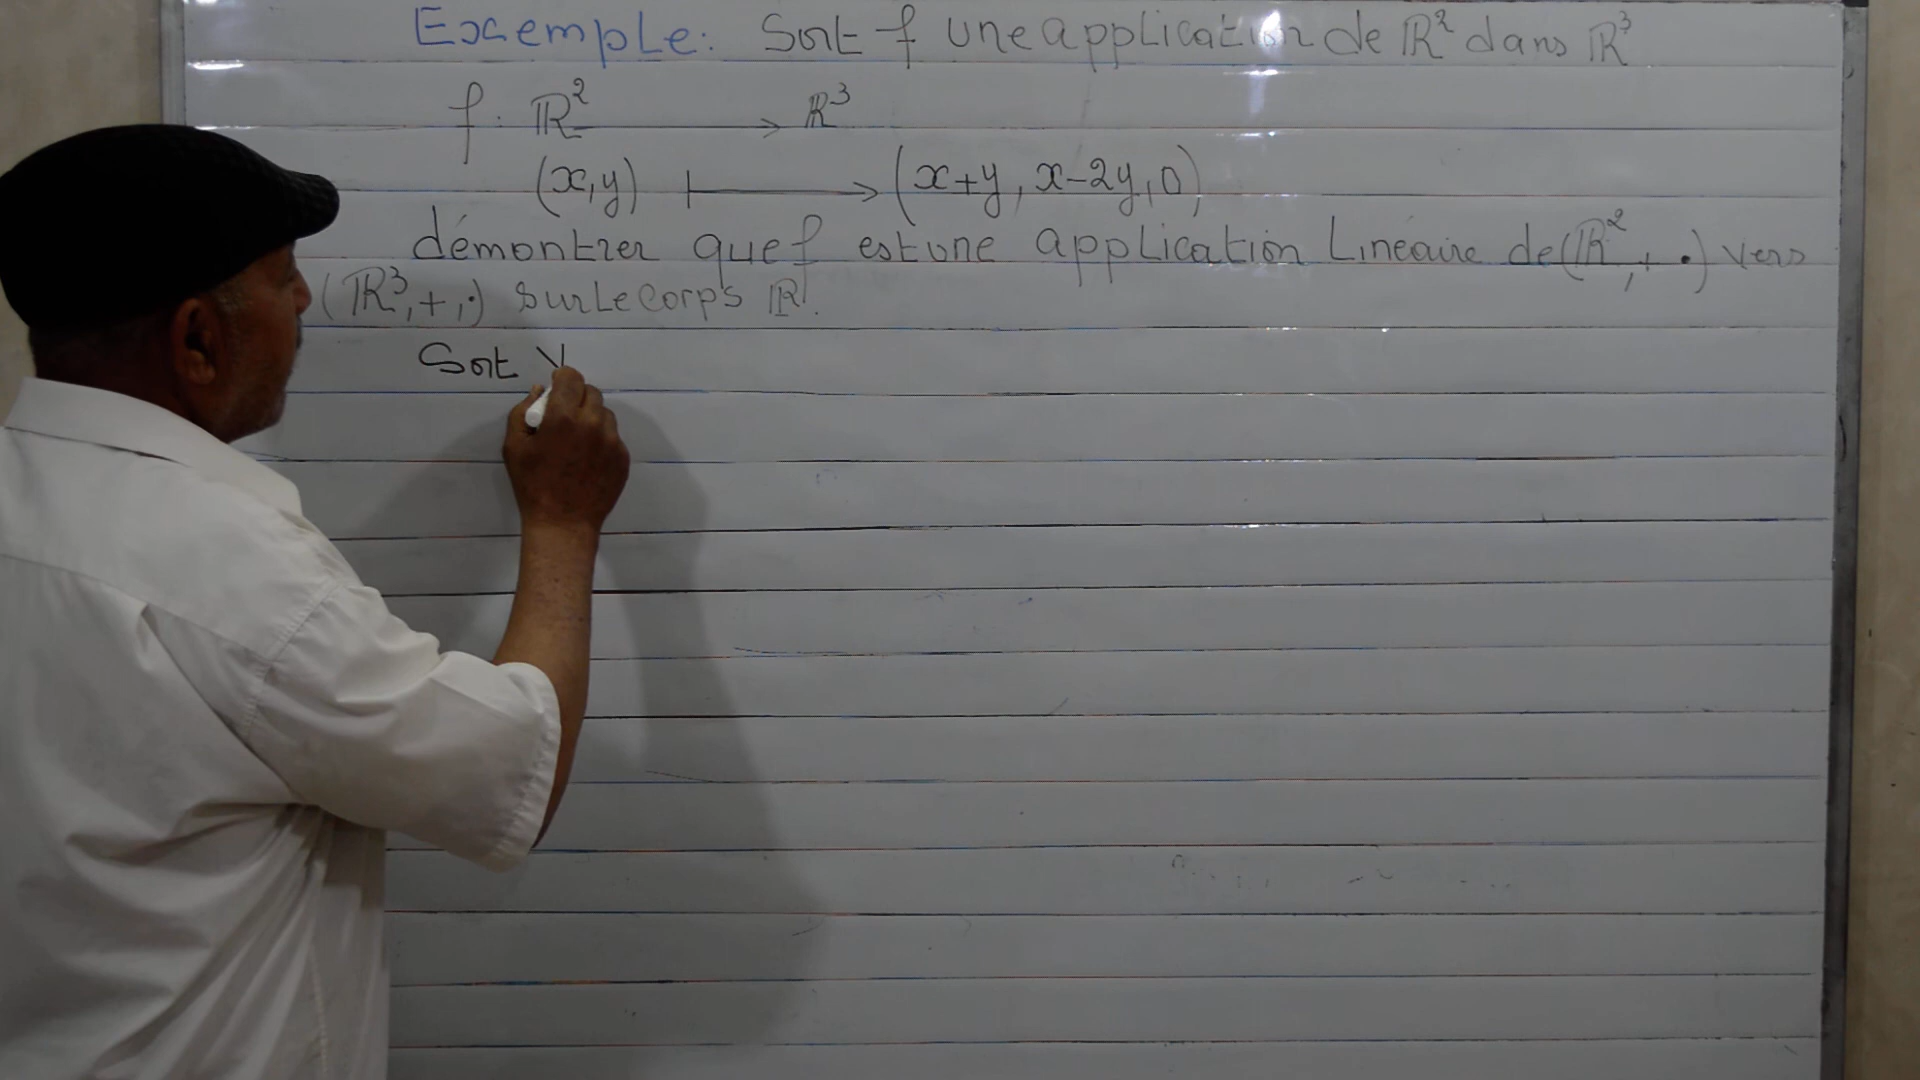 Exemple: Soit f une application de ℝ² dans ℝ³
f: ℝ² → ℝ³
(x,y) ⟼ (x+y, x-2y, 0)
démontrer que f est une application Linéaire de (ℝ², + .) vers
(ℝ³, +, .) sur le corps ℝ.
Soit